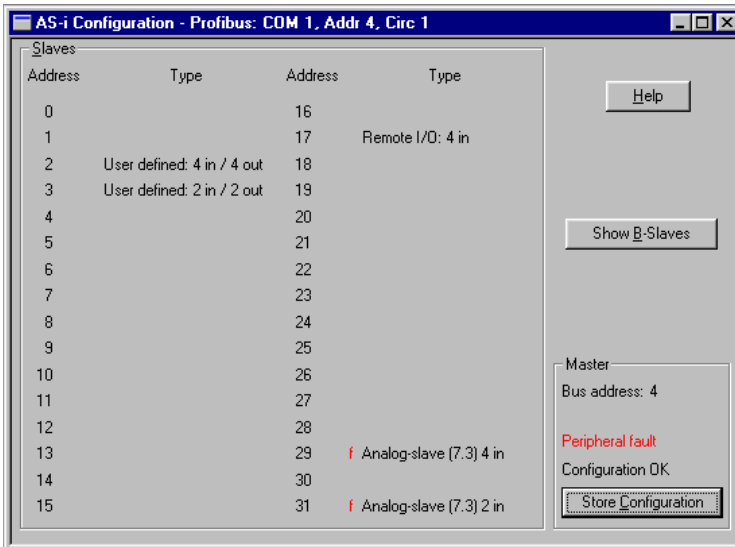 AS-i Configuration - Profibus: COM 1, Addr 4, Circ 1
Slaves
Address Type Address Type
0 16
1 17 Remote I/O: 4 in
2 User defined: 4 in / 4 out 18
3 User defined: 2 in / 2 out 19
4 20
5 21
6 22
7 23
8 24
9 25
10 26
11 27
12 28
13 29 f Analog-slave (7.3) 4 in
14 30
15 31 f Analog-slave (7.3) 2 in
Help
Show B-Slaves
Master
Bus address: 4
Peripheral fault
Configuration OK
Store Configuration